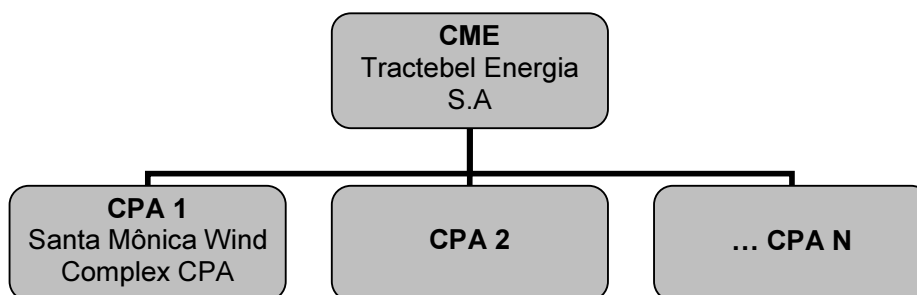 CME
Tractebel Energia
S.A
CPA 1
Santa Mônica Wind
Complex CPA
CPA 2
... CPA N